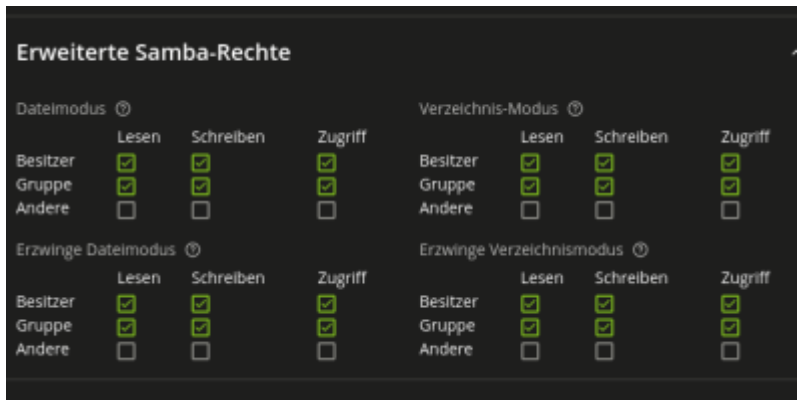 Erweiterte Samba-Rechte
Dateimodus
Lesen Schreiben Zugriff
Besitzer
Gruppe
Andere
Verzeichnis-Modus
Lesen Schreiben Zugriff
Besitzer
Gruppe
Andere
Erzwinge Dateimodus
Lesen Schreiben Zugriff
Besitzer
Gruppe
Andere
Erzwinge Verzeichnismodus
Lesen Schreiben Zugriff
Besitzer
Gruppe
Andere